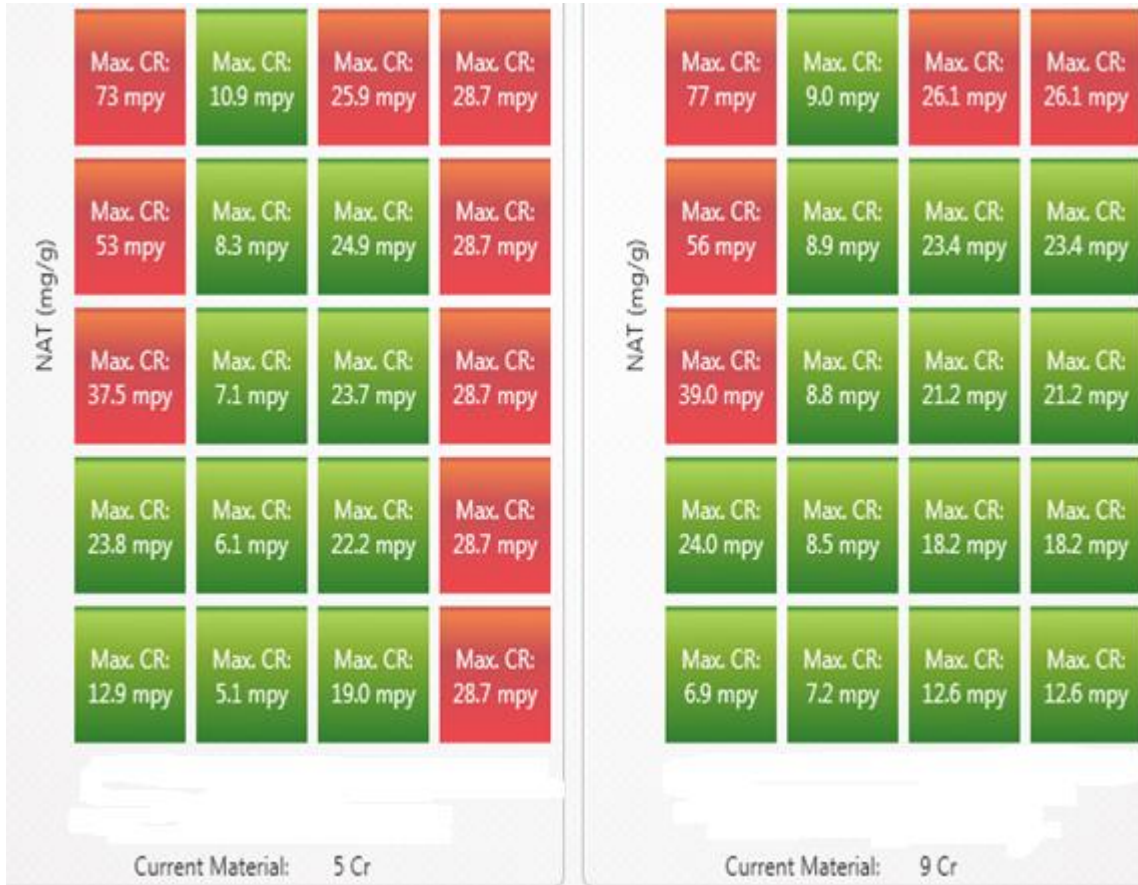 Max. CR: Max. CR: Max. CR: Max. CR:
73 mpy 10.9 mpy 25.9 mpy 28.7 mpy
Max. CR: Max. CR: Max. CR: Max. CR:
53 mpy 8.3 mpy 24.9 mpy 28.7 mpy
Max. CR: Max. CR: Max. CR: Max. CR:
37.5 mpy 7.1 mpy 23.7 mpy 28.7 mpy
Max. CR: Max. CR: Max. CR: Max. CR:
23.8 mpy 6.1 mpy 22.2 mpy 28.7 mpy
Max. CR: Max. CR: Max. CR: Max. CR:
12.9 mpy 5.1 mpy 19.0 mpy 28.7 mpy
NAT (mg/g)
Current Material: 5 Cr
Max. CR: Max. CR: Max. CR: Max. CR:
77 mpy 9.0 mpy 26.1 mpy 26.1 mpy
Max. CR: Max. CR: Max. CR: Max. CR:
56 mpy 8.9 mpy 23.4 mpy 23.4 mpy
Max. CR: Max. CR: Max. CR: Max. CR:
39.0 mpy 8.8 mpy 21.2 mpy 21.2 mpy
Max. CR: Max. CR: Max. CR: Max. CR:
24.0 mpy 8.5 mpy 18.2 mpy 18.2 mpy
Max. CR: Max. CR: Max. CR: Max. CR:
6.9 mpy 7.2 mpy 12.6 mpy 12.6 mpy
NAT (mg/g)
Current Material: 9 Cr